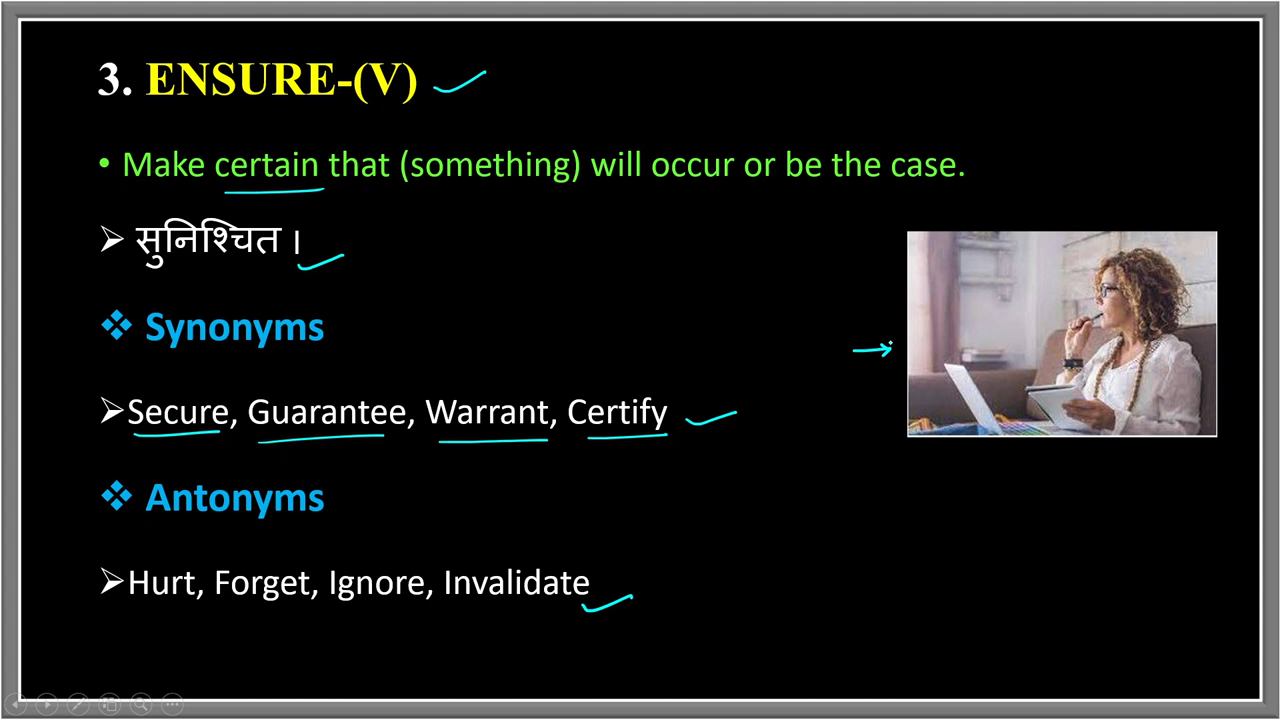 3. ENSURE-(V)
• Make certain that (something) will occur or be the case.
➢ सुनिश्चित ।
❖ Synonyms
➢Secure, Guarantee, Warrant, Certify
❖ Antonyms
➢Hurt, Forget, Ignore, Invalidate